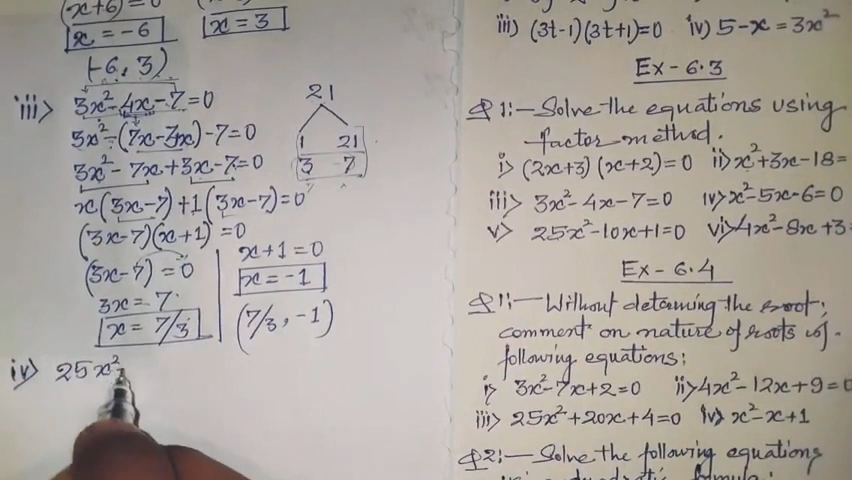 (x+6)=0
x = -6
x = 3
(-6, 3)
iii> 3x²-4x-7=0
3x²-(7x-3x)-7=0
3x²-7x+3x-7=0
x(3x-7)+1(3x-7)=0
(3x-7)(x+1)=0
(3x-7)=0
3x=7
x = 7/3
x+1=0
x=-1
(7/3, -1)
21
1 21
3 -7
iv> 25x²
iii) (3t-1)(3t+1)=0 iv) 5-x=3x²
Ex-6.3
Q1:- Solve the equations using
factor method.
i> (2x+3)(x+2)=0 ii> x²+3x-18=
iii> 3x²-4x-7=0 iv> x²-5x-6=0
v> 25x²-10x+1=0 vi> 4x²-8x+3
Ex-6.4
Q1:- Without detarming the root;
comment on nature of roots of
following equations:
i> 3x²-7x+2=0 ii> 4x²-12x+9=0
iii> 25x²+20x+4=0 iv> x²-x+1
Q2:- Solve the following equations